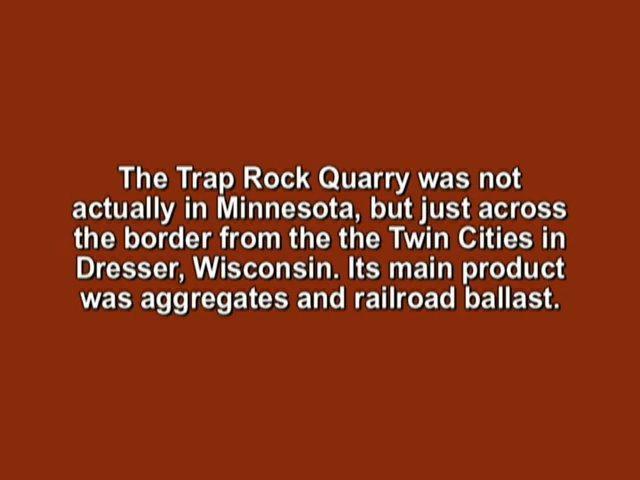 The Trap Rock Quarry was not
actually in Minnesota, but just across
the border from the the Twin Cities in
Dresser, Wisconsin. Its main product
was aggregates and railroad ballast.